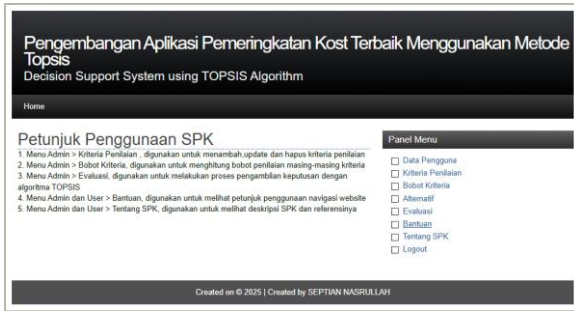 Pengembangan Aplikasi Pemeringkatan Kost Terbaik Menggunakan Metode
Topsis
Decision Support System using TOPSIS Algorithm
Home
Petunjuk Penggunaan SPK
1. Menu Admin > Kriteria Penilaian , digunakan untuk menambah,update dan hapus kriteria penilaian
2. Menu Admin > Bobot Kriteria, digunakan untuk menghitung bobot penilaian masing-masing kriteria
3. Menu Admin > Evaluasi, digunakan untuk melakukan proses pengambilan keputusan dengan
algoritma TOPSIS
4. Menu Admin dan User > Bantuan, digunakan untuk melihat petunjuk penggunaan navigasi website
5. Menu Admin dan User > Tentang SPK, digunakan untuk melihat deskripsi SPK dan referensinya
Panel Menu
Data Pengguna
Kriteria Penilaian
Bobot Kriteria
Alternatif
Evaluasi
Bantuan
Tentang SPK
Logout
Created on © 2025 | Created by SEPTIAN NASRULLAH